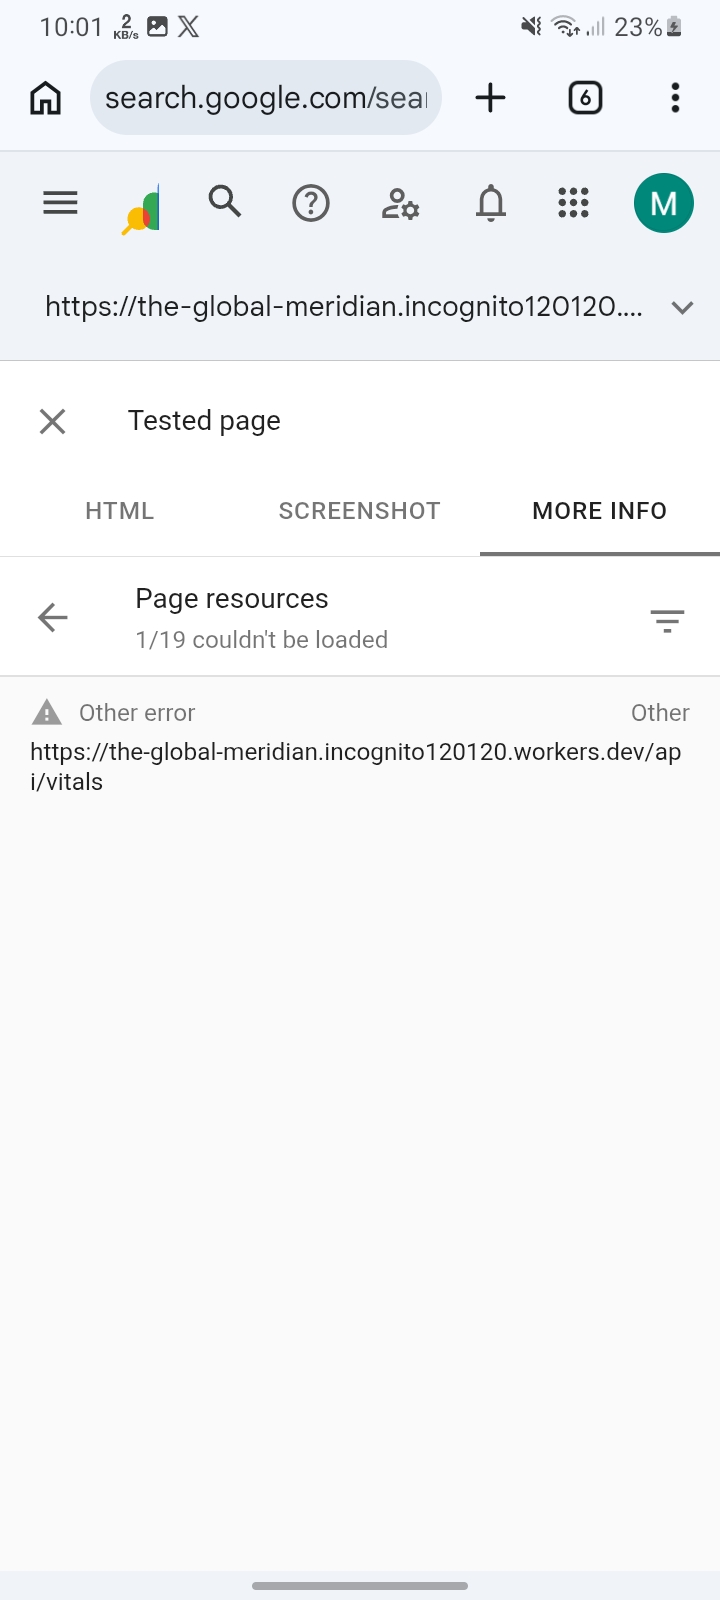 10:01 2 KB/s 23%
search.google.com/sear 6
M
https://the-global-meridian.incognito120120....
Tested page
HTML SCREENSHOT MORE INFO
Page resources
1/19 couldn't be loaded
Other error Other
https://the-global-meridian.incognito120120.workers.dev/ap
i/vitals